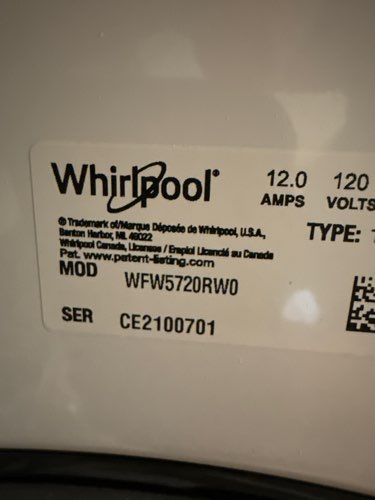 Whirlpool®
12.0 120
AMPS VOLTS
® Trademark of/Marque Déposée de Whirlpool, U.S.A.,
Benton Harbor, MI. 49022
Whirlpool Canada, Licensee / Emploi Licencié au Canada
Pat. www.patent-listing.com
TYPE:
MOD WFW5720RW0
SER CE2100701